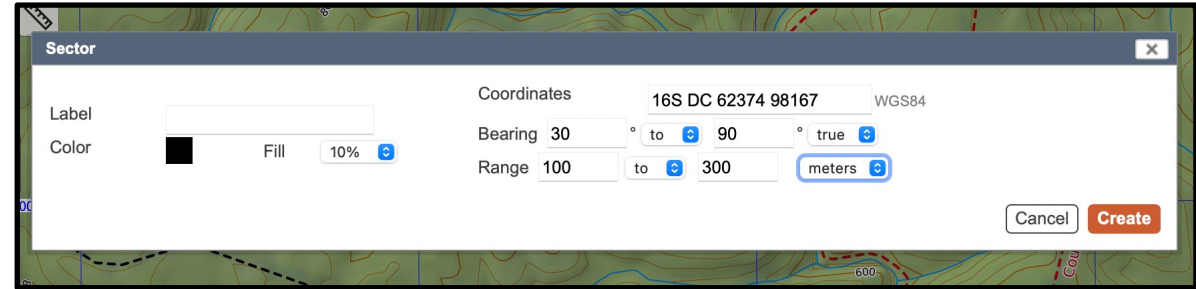 Sector
Label
Color
Fill 10%
Coordinates 16S DC 62374 98167 WGS84
Bearing 30 ° to 90 ° true
Range 100 to 300 meters
Cancel Create
600
Cou